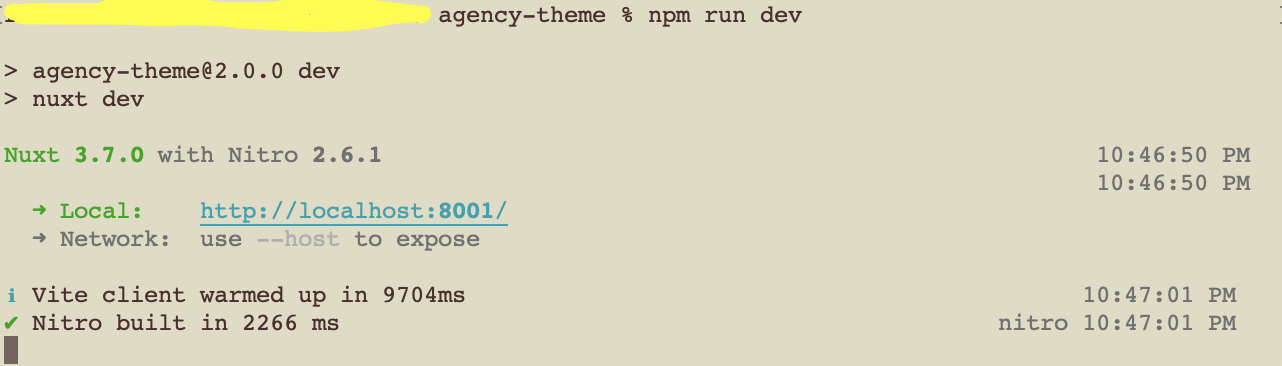 agency-theme % npm run dev
> agency-theme@2.0.0 dev
> nuxt dev
Nuxt 3.7.0 with Nitro 2.6.1 10:46:50 PM
10:46:50 PM
➜ Local: http://localhost:8001/
➜ Network: use --host to expose
ℹ Vite client warmed up in 9704ms 10:47:01 PM
✔ Nitro built in 2266 ms nitro 10:47:01 PM